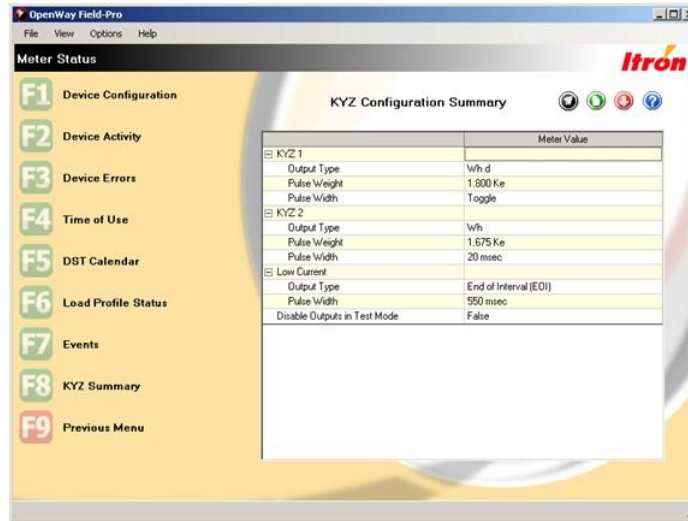 OpenWay Field-Pro
File View Options Help
Meter Status
Itrón
F1 Device Configuration
F2 Device Activity
F3 Device Errors
F4 Time of Use
F5 DST Calendar
F6 Load Profile Status
F7 Events
F8 KYZ Summary
F9 Previous Menu
KYZ Configuration Summary
Meter Value
KYZ 1
Output Type Wh d
Pulse Weight 1.800 Ke
Pulse Width Toggle
KYZ 2
Output Type Wh
Pulse Weight 1.675 Ke
Pulse Width 20 msec
Low Current
Output Type End of Interval (EOI)
Pulse Width 550 msec
Disable Outputs in Test Mode False